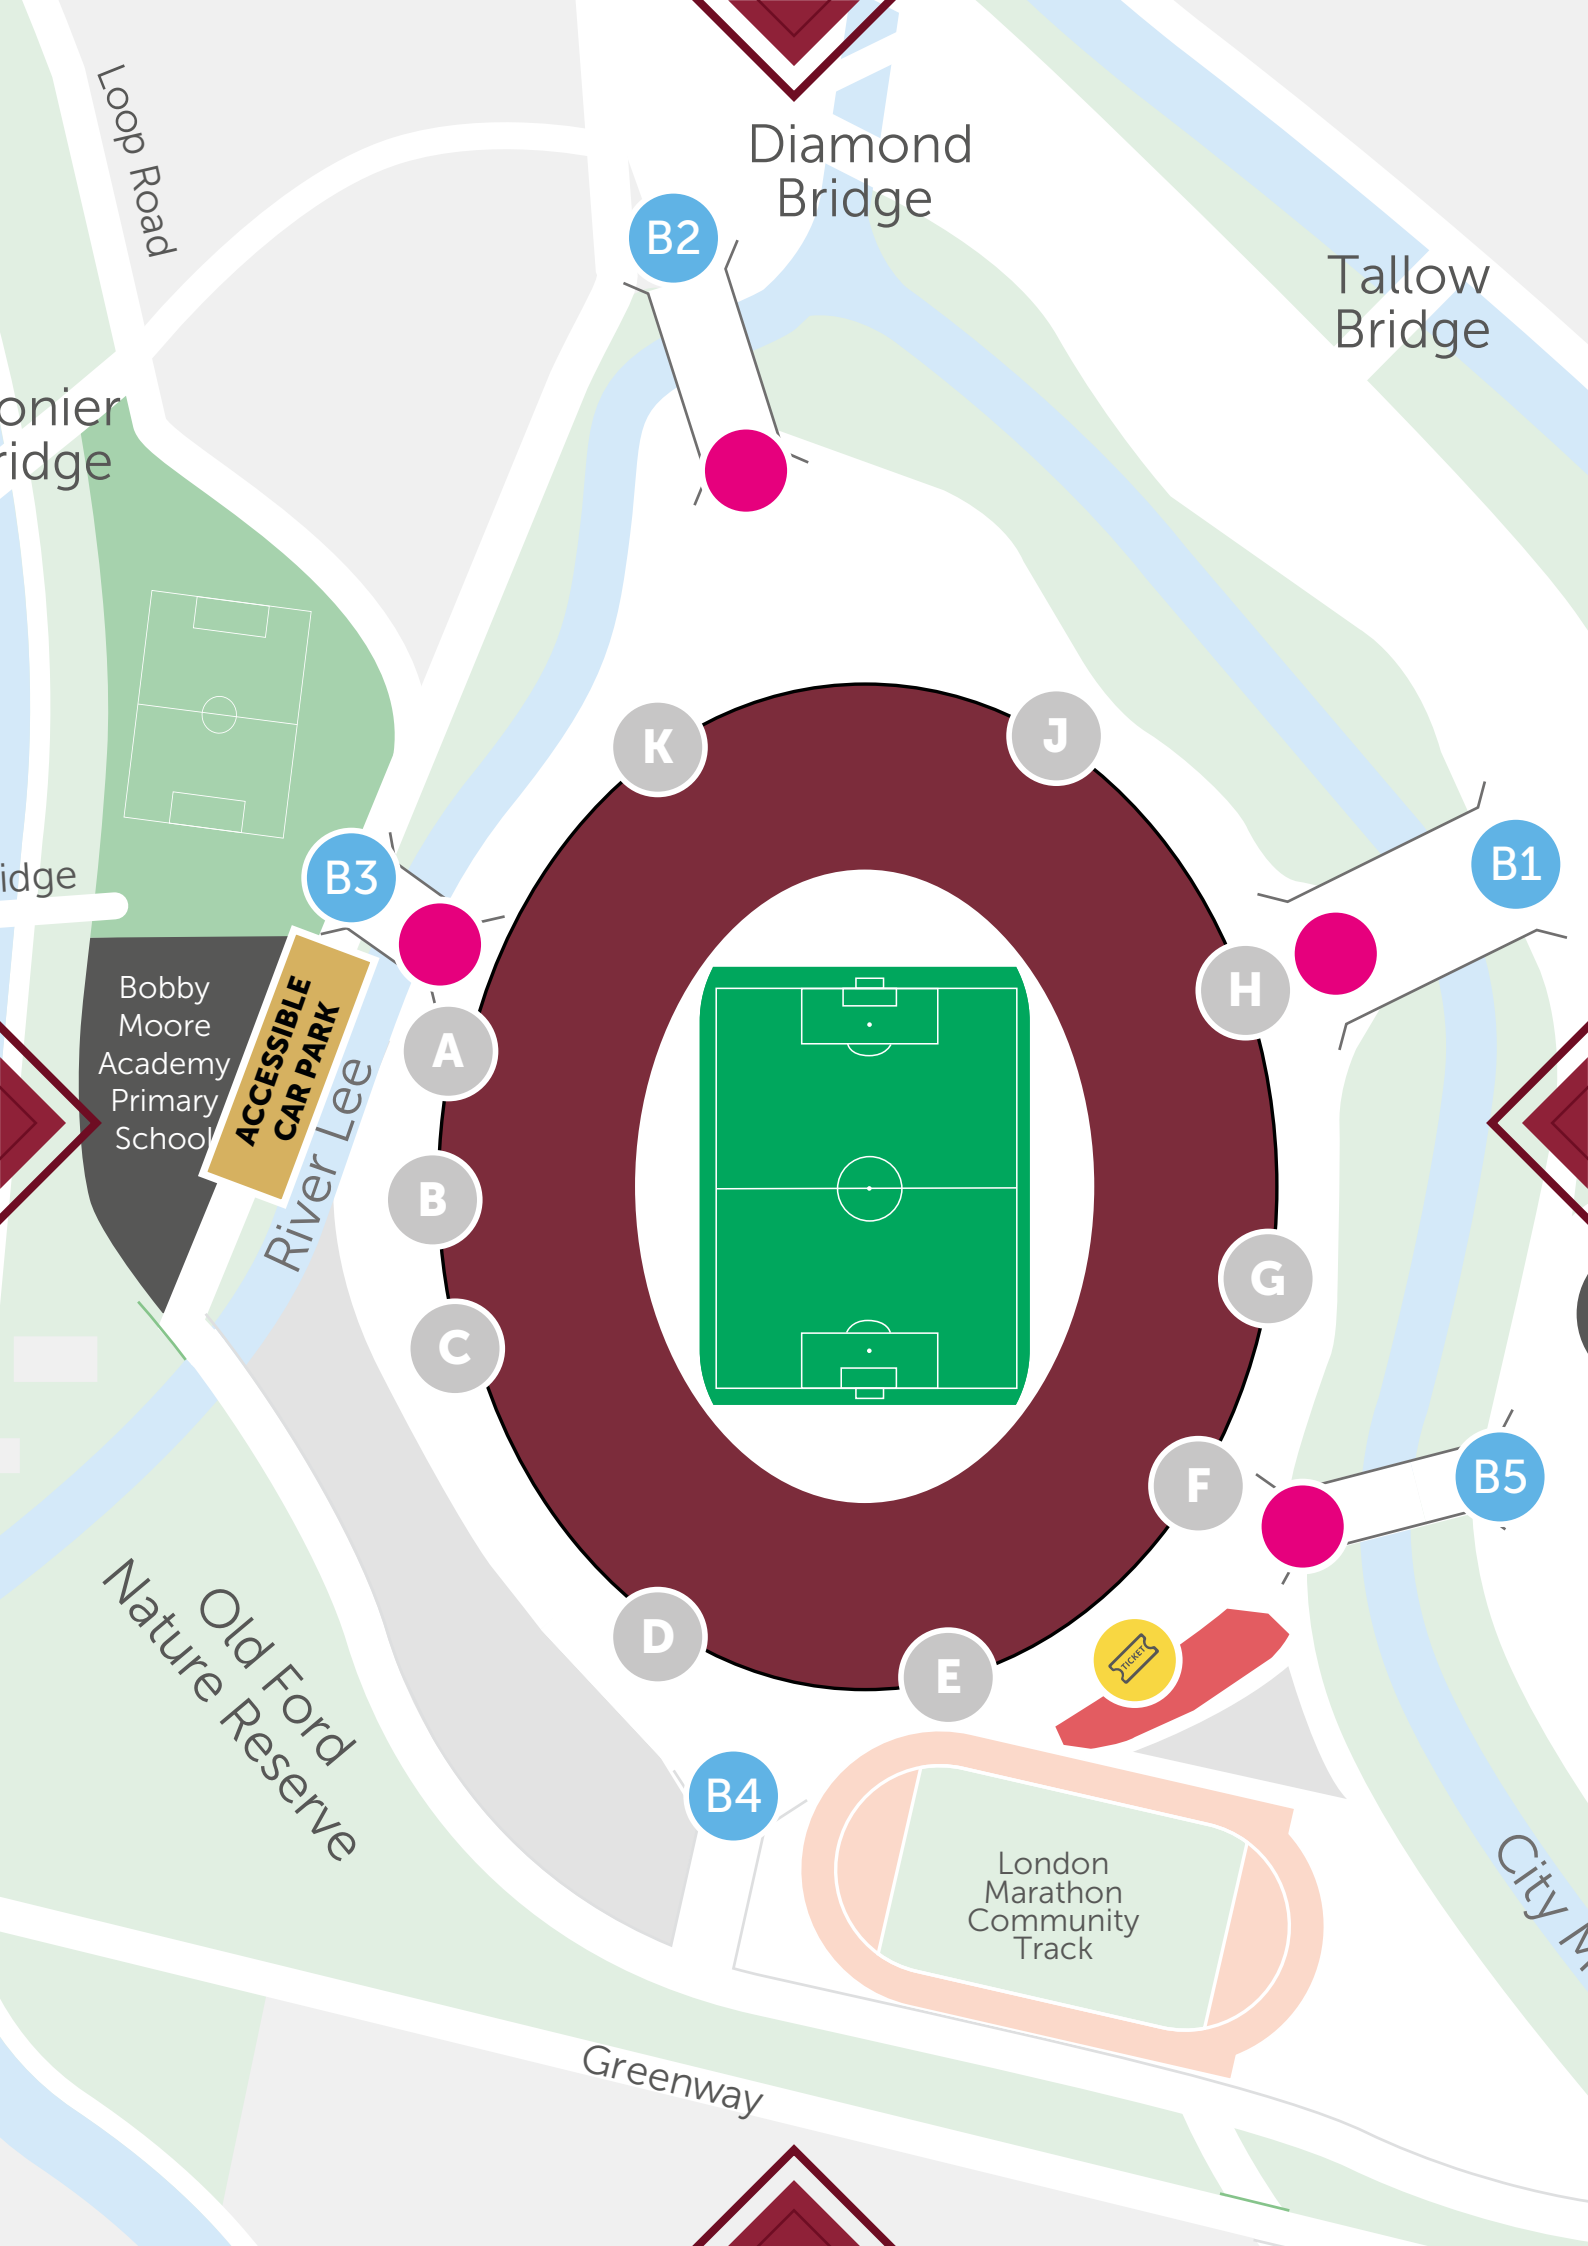 Loop Road
Diamond
Bridge
B2
Tallow
Bridge
onier
ridge
K
J
B3
B1
idge
H
Bobby
Moore
Academy
Primary
School
ACCESSIBLE
CAR PARK
River Lee
A
B
G
C
F
B5
D
E
TICKET
Old Ford
Nature Reserve
B4
London
Marathon
Community
Track
City M
Greenway